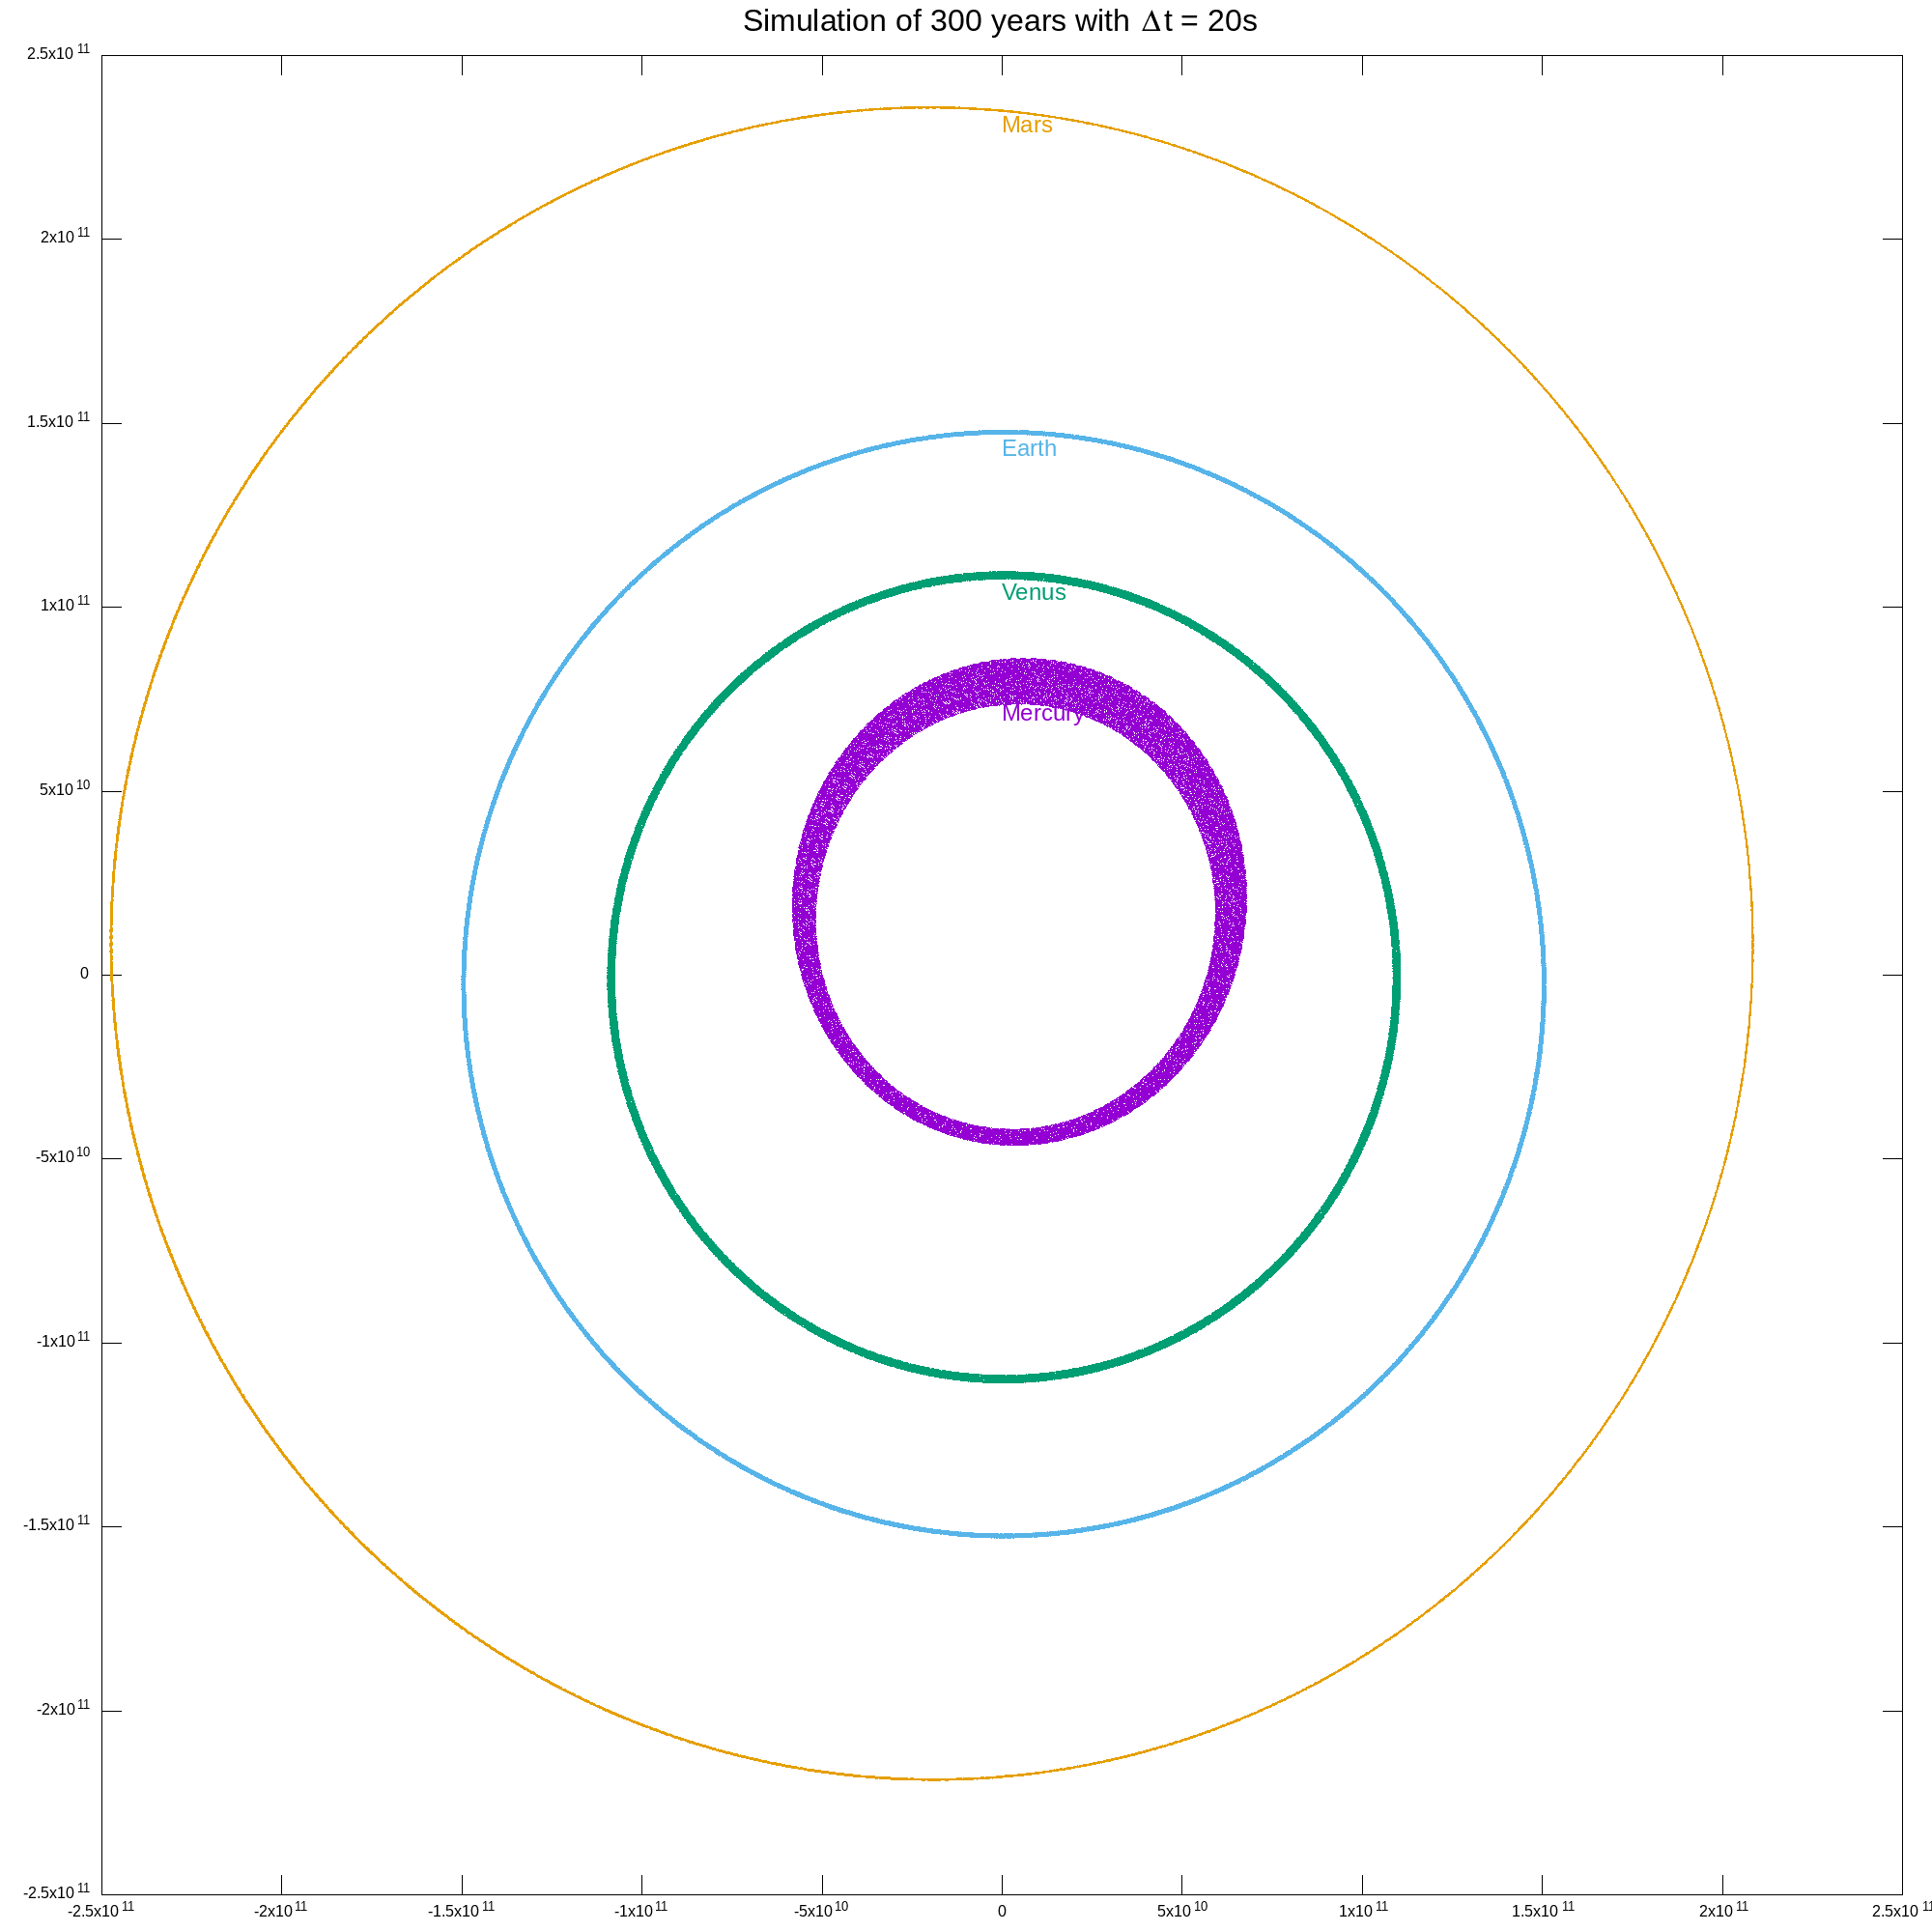 Simulation of 300 years with Δt = 20s
2.5x10^11
2x10^11
1.5x10^11
1x10^11
5x10^10
0
-5x10^10
-1x10^11
-1.5x10^11
-2x10^11
-2.5x10^11
Mars
Earth
Venus
Mercury
-2.5x10^11 -2x10^11 -1.5x10^11 -1x10^11 -5x10^10 0 5x10^10 1x10^11 1.5x10^11 2x10^11 2.5x10^11